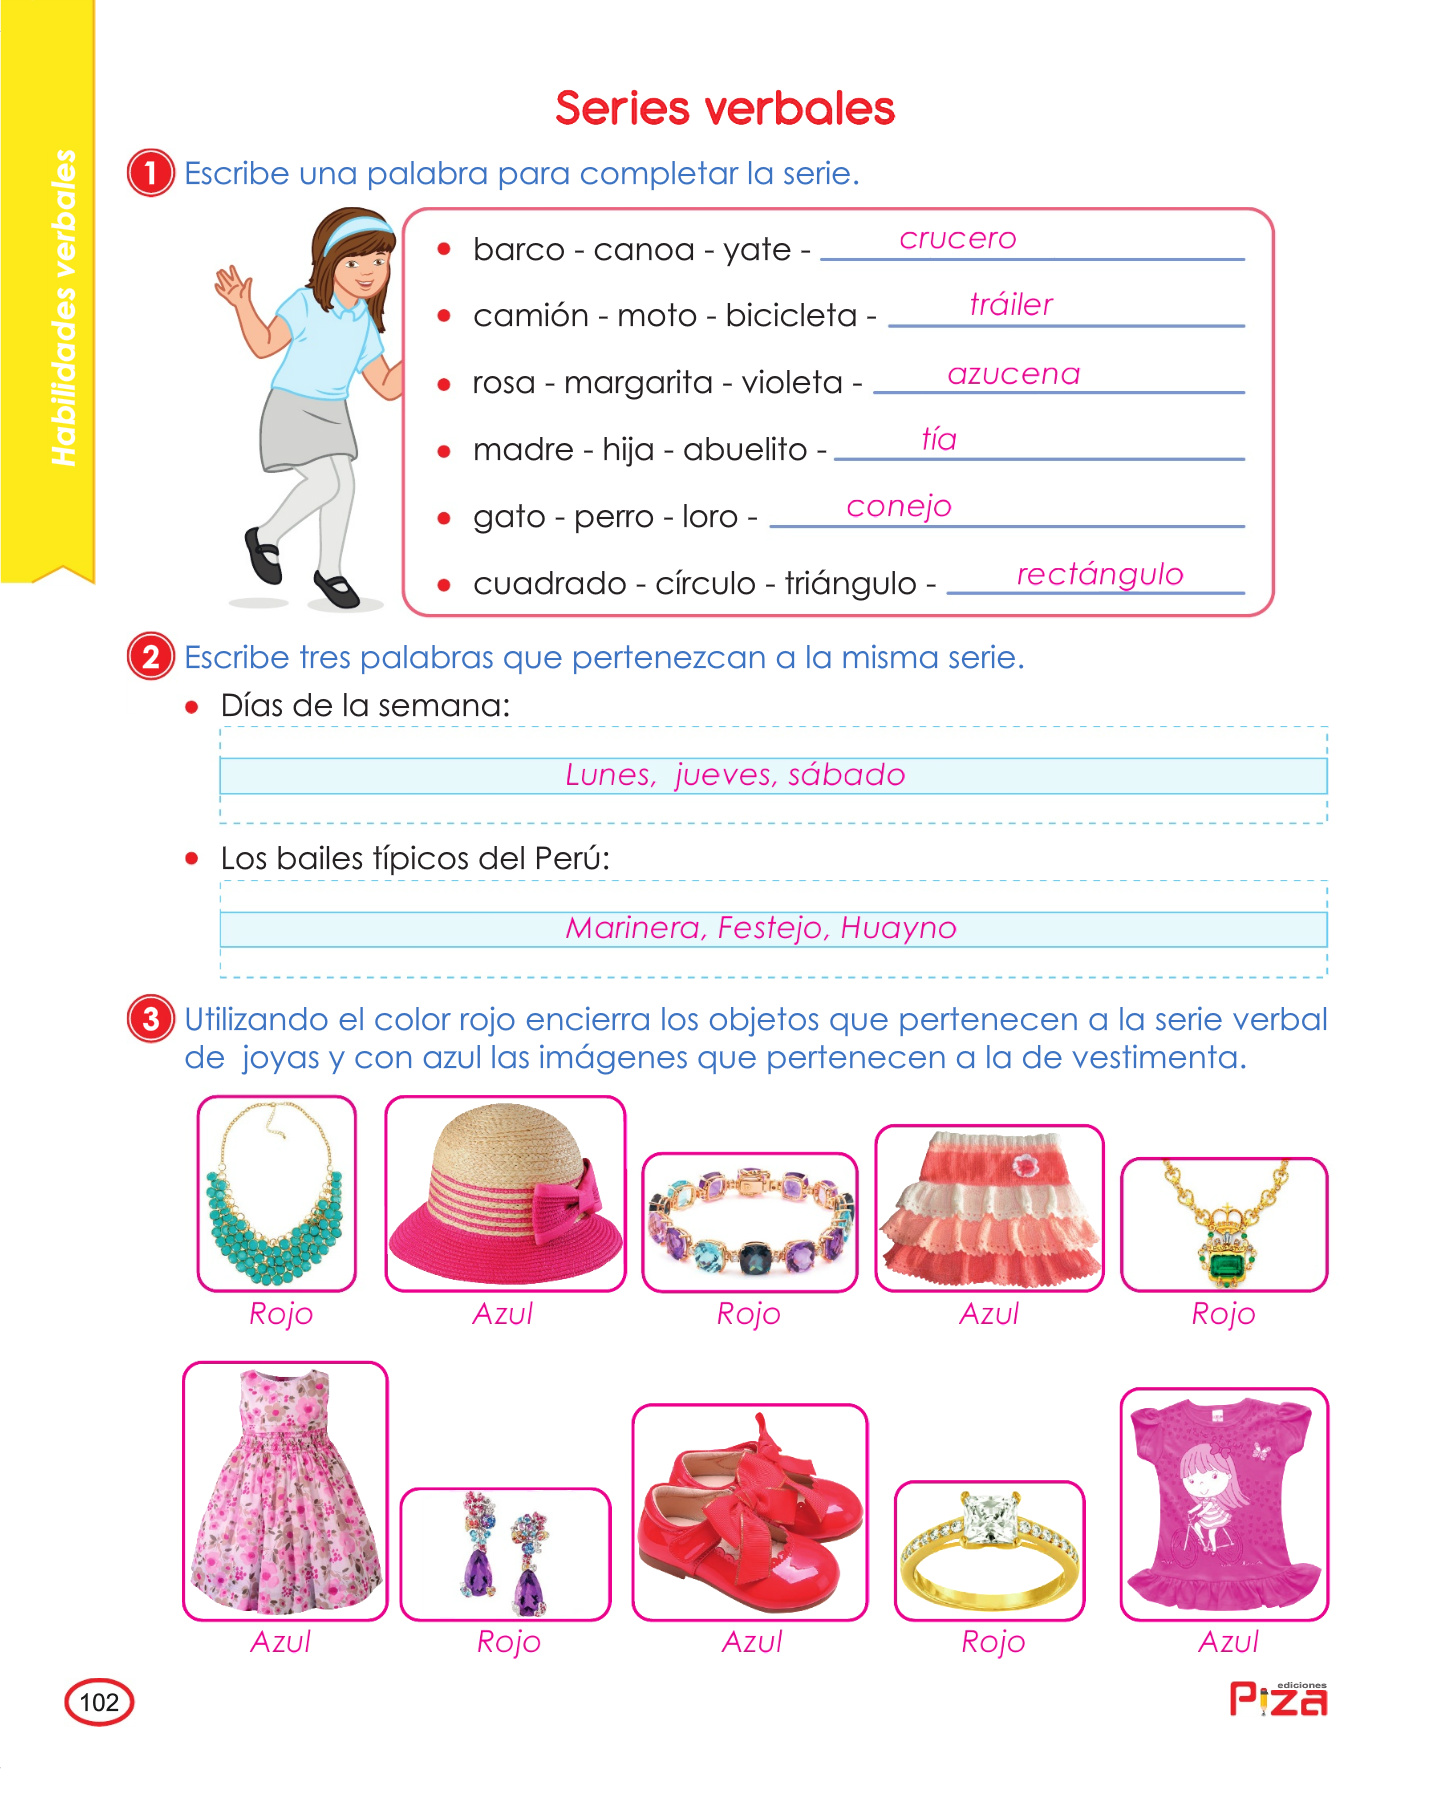 Habilidades verbales
Series verbales
1 Escribe una palabra para completar la serie.
• barco - canoa - yate - crucero
• camión - moto - bicicleta - tráiler
• rosa - margarita - violeta - azucena
• madre - hija - abuelito - tía
• gato - perro - loro - conejo
• cuadrado - círculo - triángulo - rectángulo
2 Escribe tres palabras que pertenezcan a la misma serie.
• Días de la semana:
Lunes, jueves, sábado
• Los bailes típicos del Perú:
Marinera, Festejo, Huayno
3 Utilizando el color rojo encierra los objetos que pertenecen a la serie verbal
de joyas y con azul las imágenes que pertenecen a la de vestimenta.
Rojo Azul Rojo Azul Rojo
Azul Rojo Azul Rojo Azul
102
ediciones
Piza